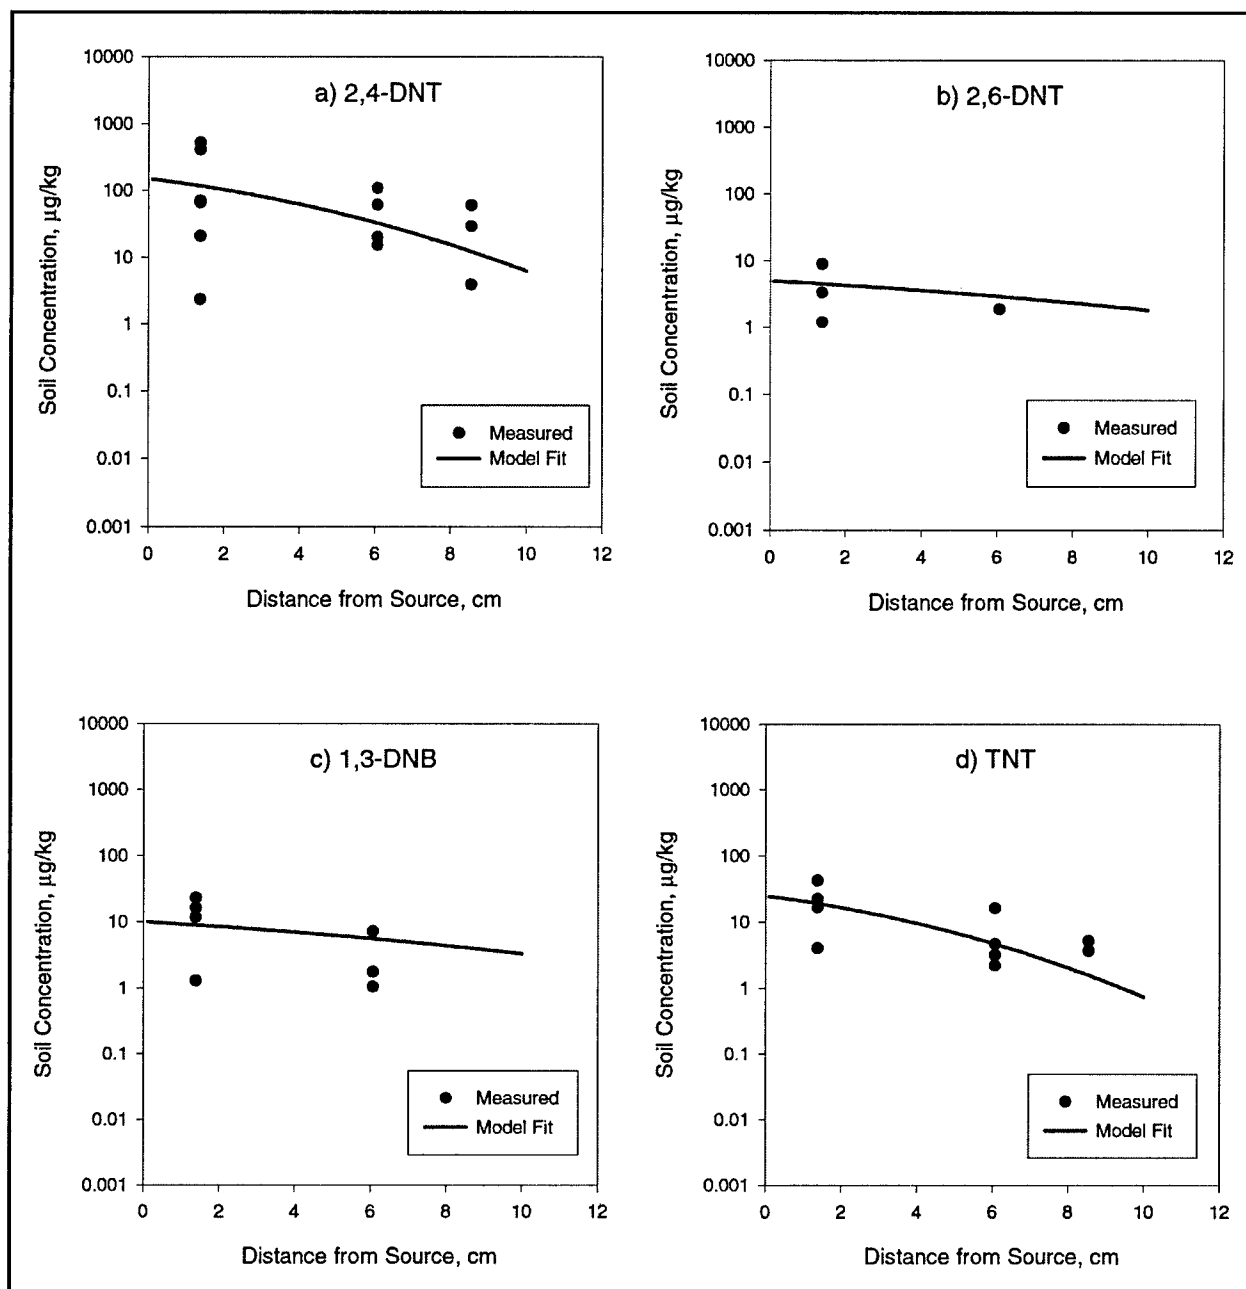 a) 2,4-DNT
Soil Concentration, µg/kg
10000
1000
100
10
1
0.1
0.01
0.001
Measured
Model Fit
0 2 4 6 8 10 12
Distance from Source, cm
b) 2,6-DNT
Soil Concentration, µg/kg
10000
1000
100
10
1
0.1
0.01
0.001
Measured
Model Fit
0 2 4 6 8 10 12
Distance from Source, cm
c) 1,3-DNB
Soil Concentration, µg/kg
10000
1000
100
10
1
0.1
0.01
0.001
Measured
Model Fit
0 2 4 6 8 10 12
Distance from Source, cm
d) TNT
Soil Concentration, µg/kg
10000
1000
100
10
1
0.1
0.01
0.001
Measured
Model Fit
0 2 4 6 8 10 12
Distance from Source, cm